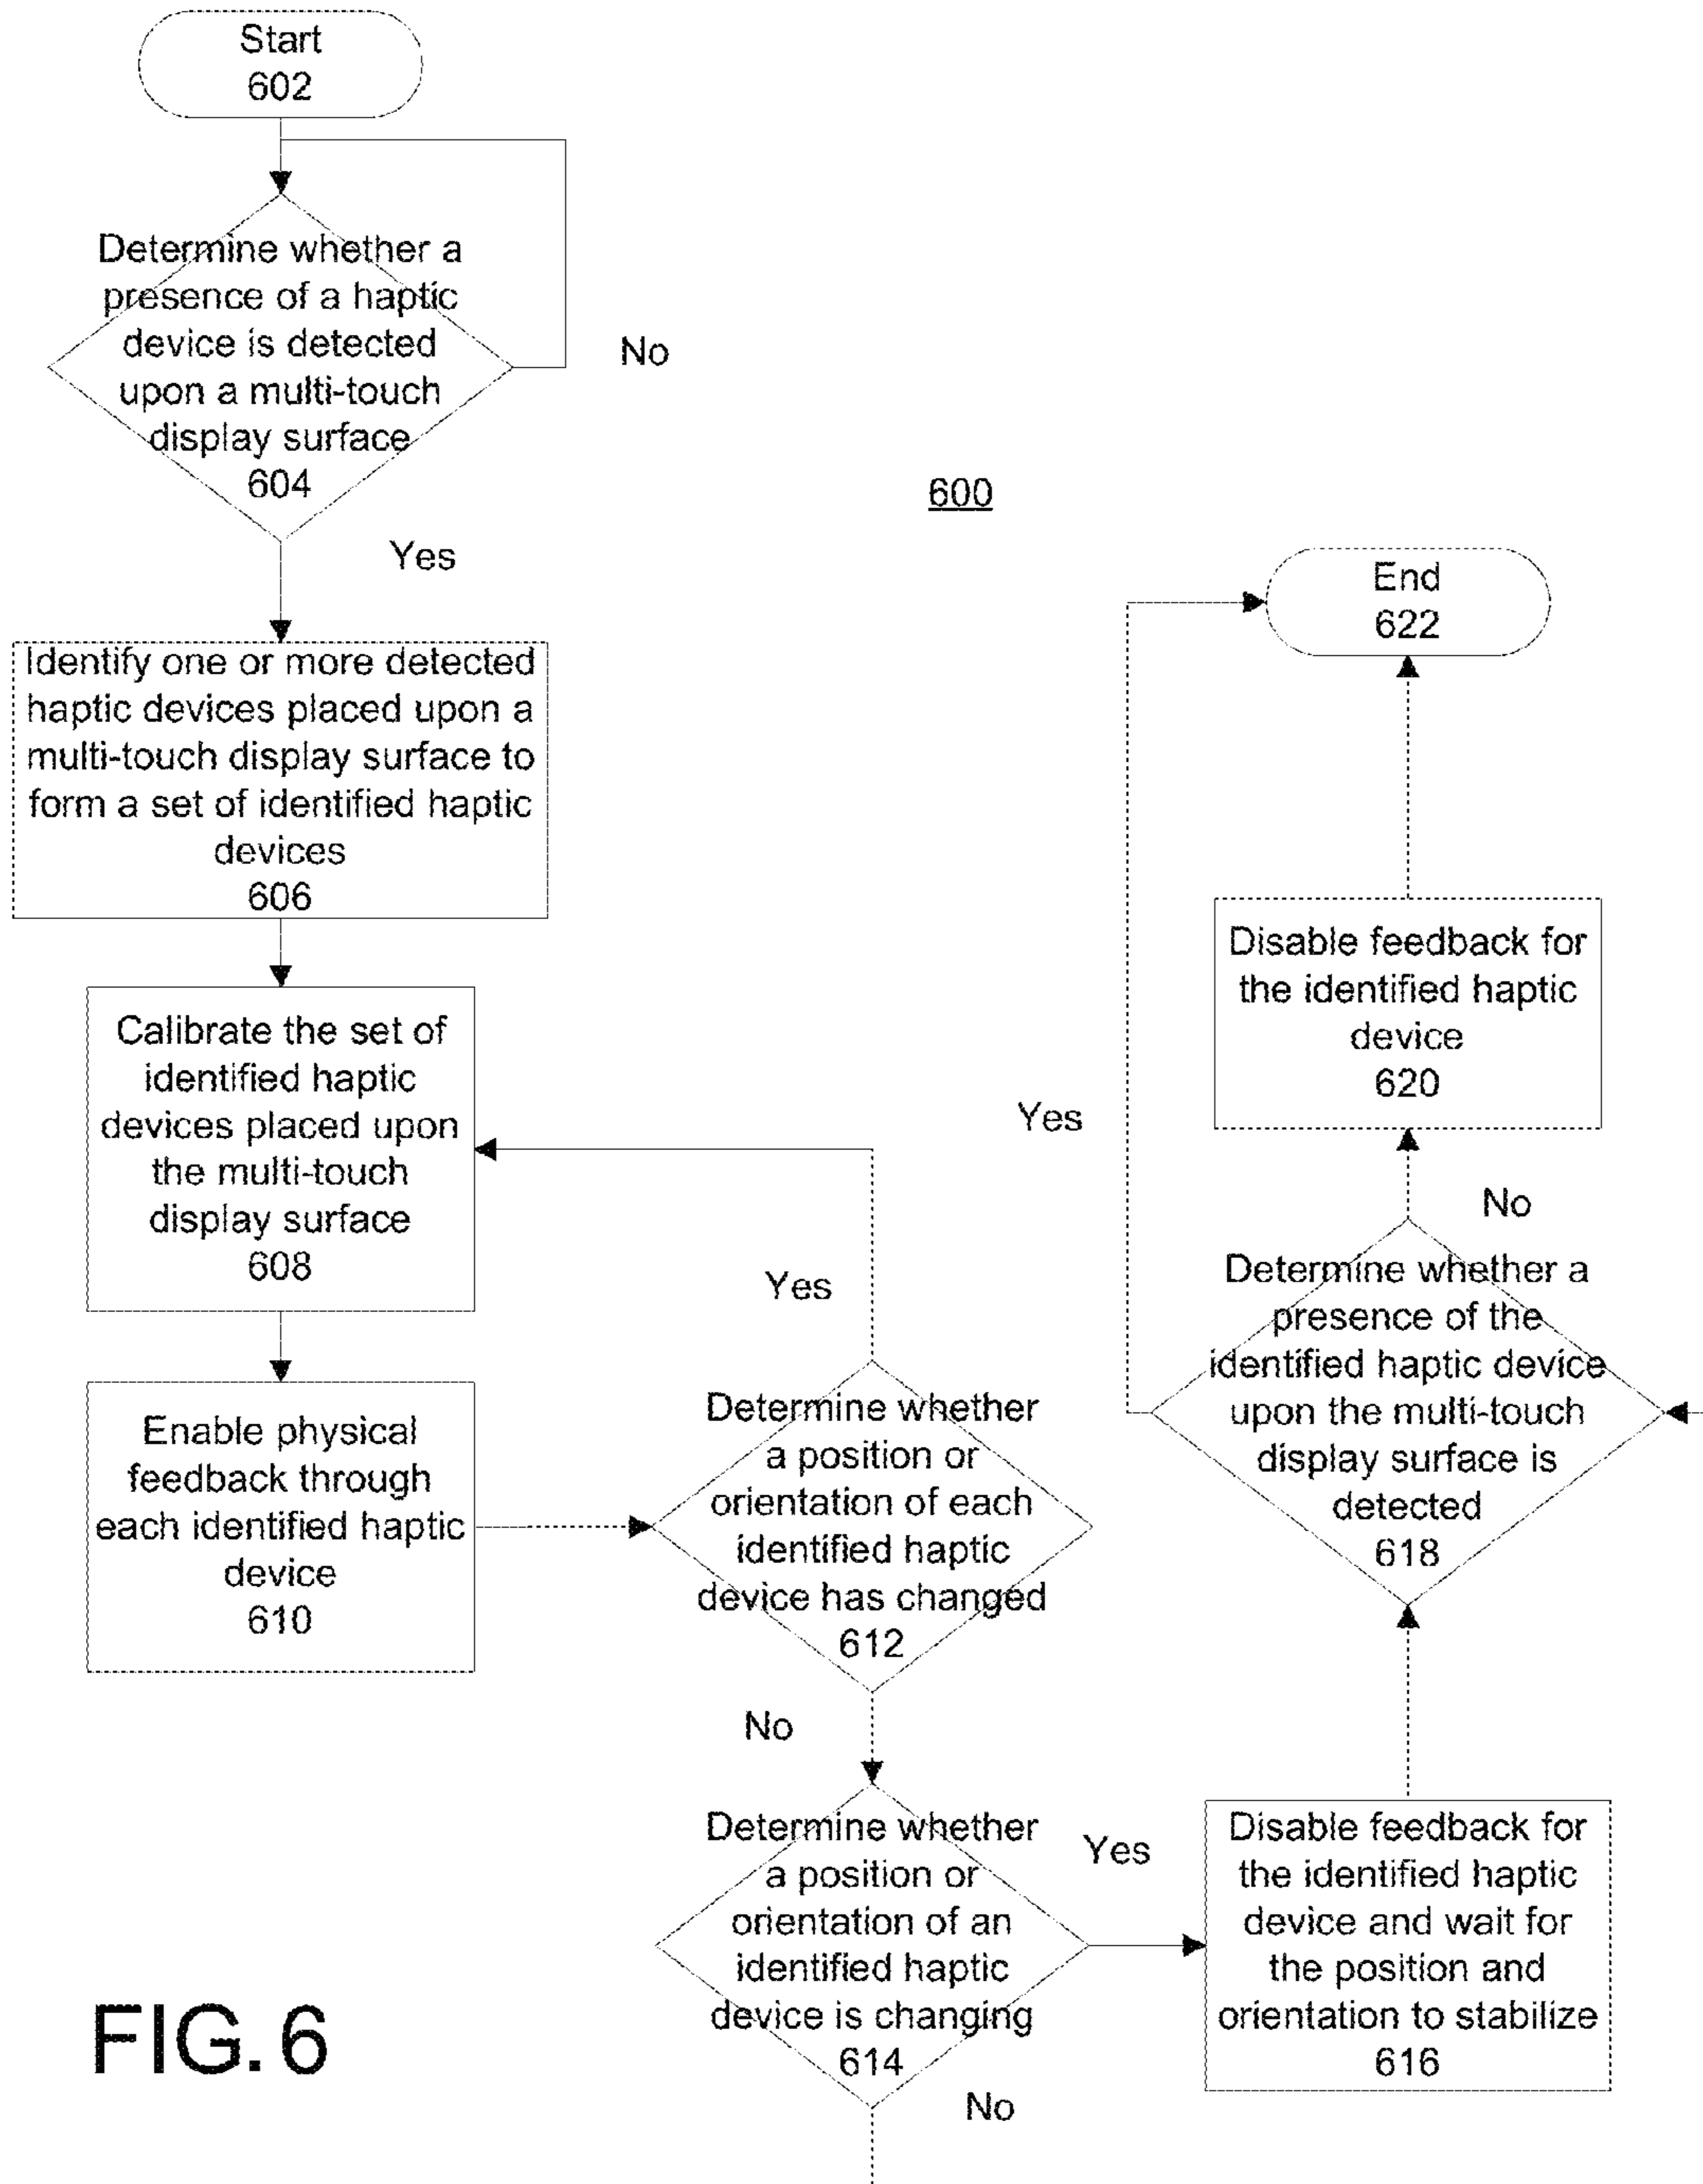 Start
602
Determine whether a
presence of a haptic
device is detected
upon a multi-touch
display surface
604
No
Yes
Identify one or more detected
haptic devices placed upon a
multi-touch display surface to
form a set of identified haptic
devices
606
Calibrate the set of
identified haptic
devices placed upon
the multi-touch
display surface
608
Enable physical
feedback through
each identified haptic
device
610
Yes
Determine whether
a position or
orientation of each
identified haptic
device has changed
612
No
Determine whether
a position or
orientation of an
identified haptic
device is changing
614
No
Yes
Disable feedback for
the identified haptic
device and wait for
the position and
orientation to stabilize
616
Determine whether a
presence of the
identified haptic device
upon the multi-touch
display surface is
detected
618
Yes
No
Disable feedback for
the identified haptic
device
620
End
622
600
FIG. 6